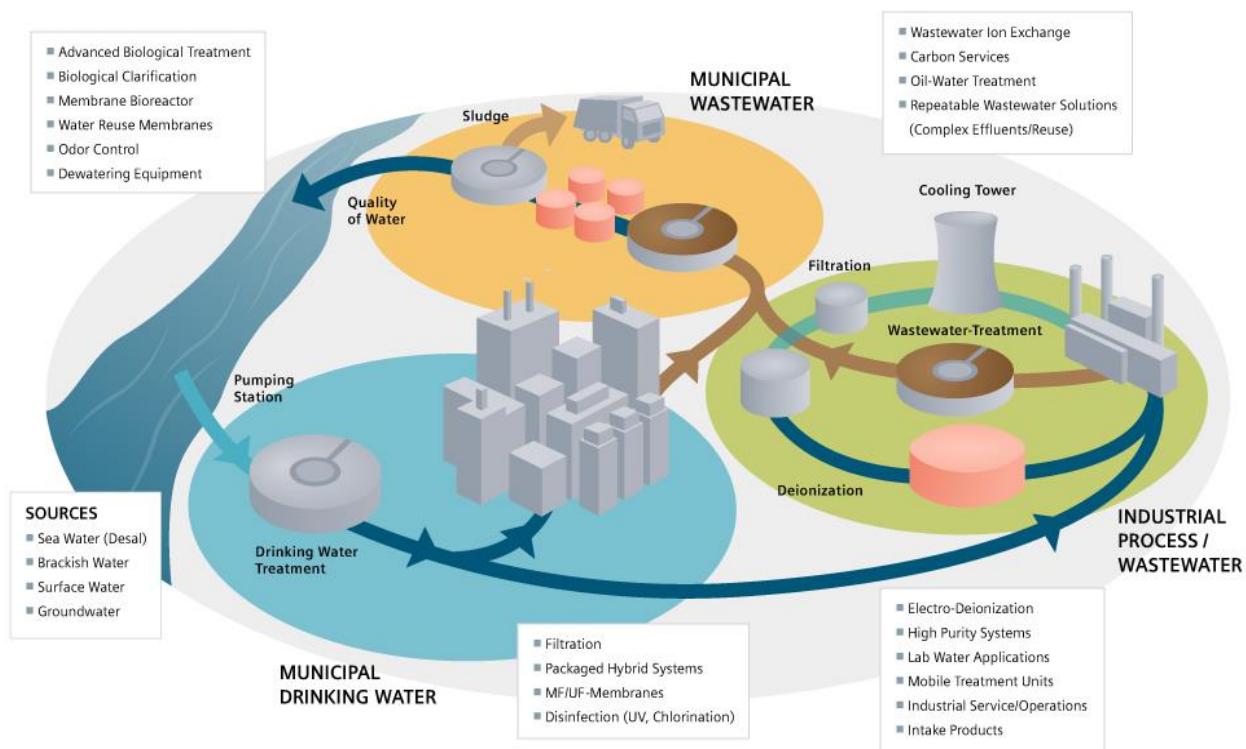 Advanced Biological Treatment
Biological Clarification
Membrane Bioreactor
Water Reuse Membranes
Odor Control
Dewatering Equipment
MUNICIPAL
WASTEWATER
Wastewater Ion Exchange
Carbon Services
Oil-Water Treatment
Repeatable Wastewater Solutions
(Complex Effluents/Reuse)
Sludge
Quality
of Water
Cooling Tower
Filtration
Wastewater-Treatment
Pumping
Station
Deionization
Drinking Water
Treatment
SOURCES
Sea Water (Desal)
Brackish Water
Surface Water
Groundwater
INDUSTRIAL
PROCESS /
WASTEWATER
MUNICIPAL
DRINKING WATER
Filtration
Packaged Hybrid Systems
MF/UF-Membranes
Disinfection (UV, Chlorination)
Electro-Deionization
High Purity Systems
Lab Water Applications
Mobile Treatment Units
Industrial Service/Operations
Intake Products